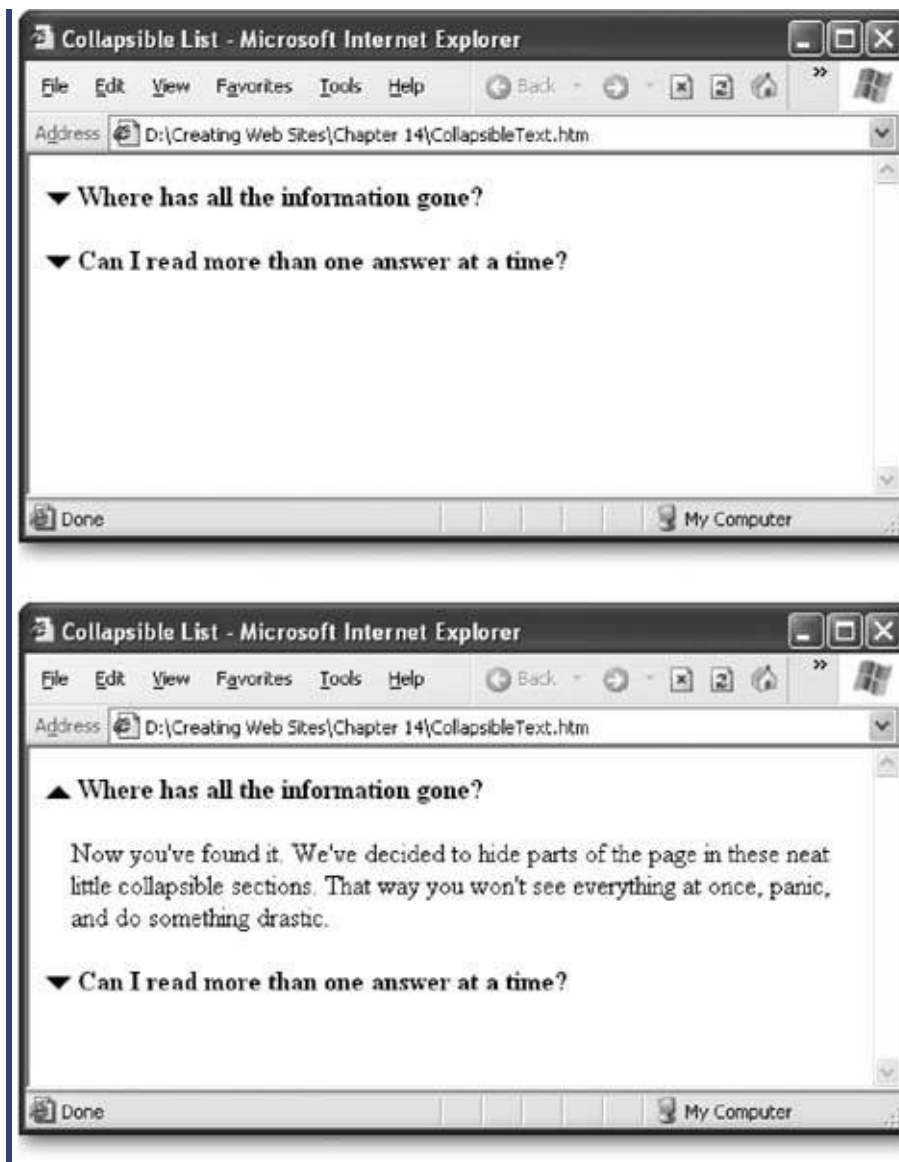 Collapsible List - Microsoft Internet Explorer
File Edit View Favorites Tools Help Back »
Address D:\Creating Web Sites\Chapter 14\CollapsibleText.htm
Where has all the information gone?
Can I read more than one answer at a time?
Done My Computer
Collapsible List - Microsoft Internet Explorer
File Edit View Favorites Tools Help Back »
Address D:\Creating Web Sites\Chapter 14\CollapsibleText.htm
Where has all the information gone?
Now you've found it. We've decided to hide parts of the page in these neat
little collapsible sections. That way you won't see everything at once, panic,
and do something drastic.
Can I read more than one answer at a time?
Done My Computer